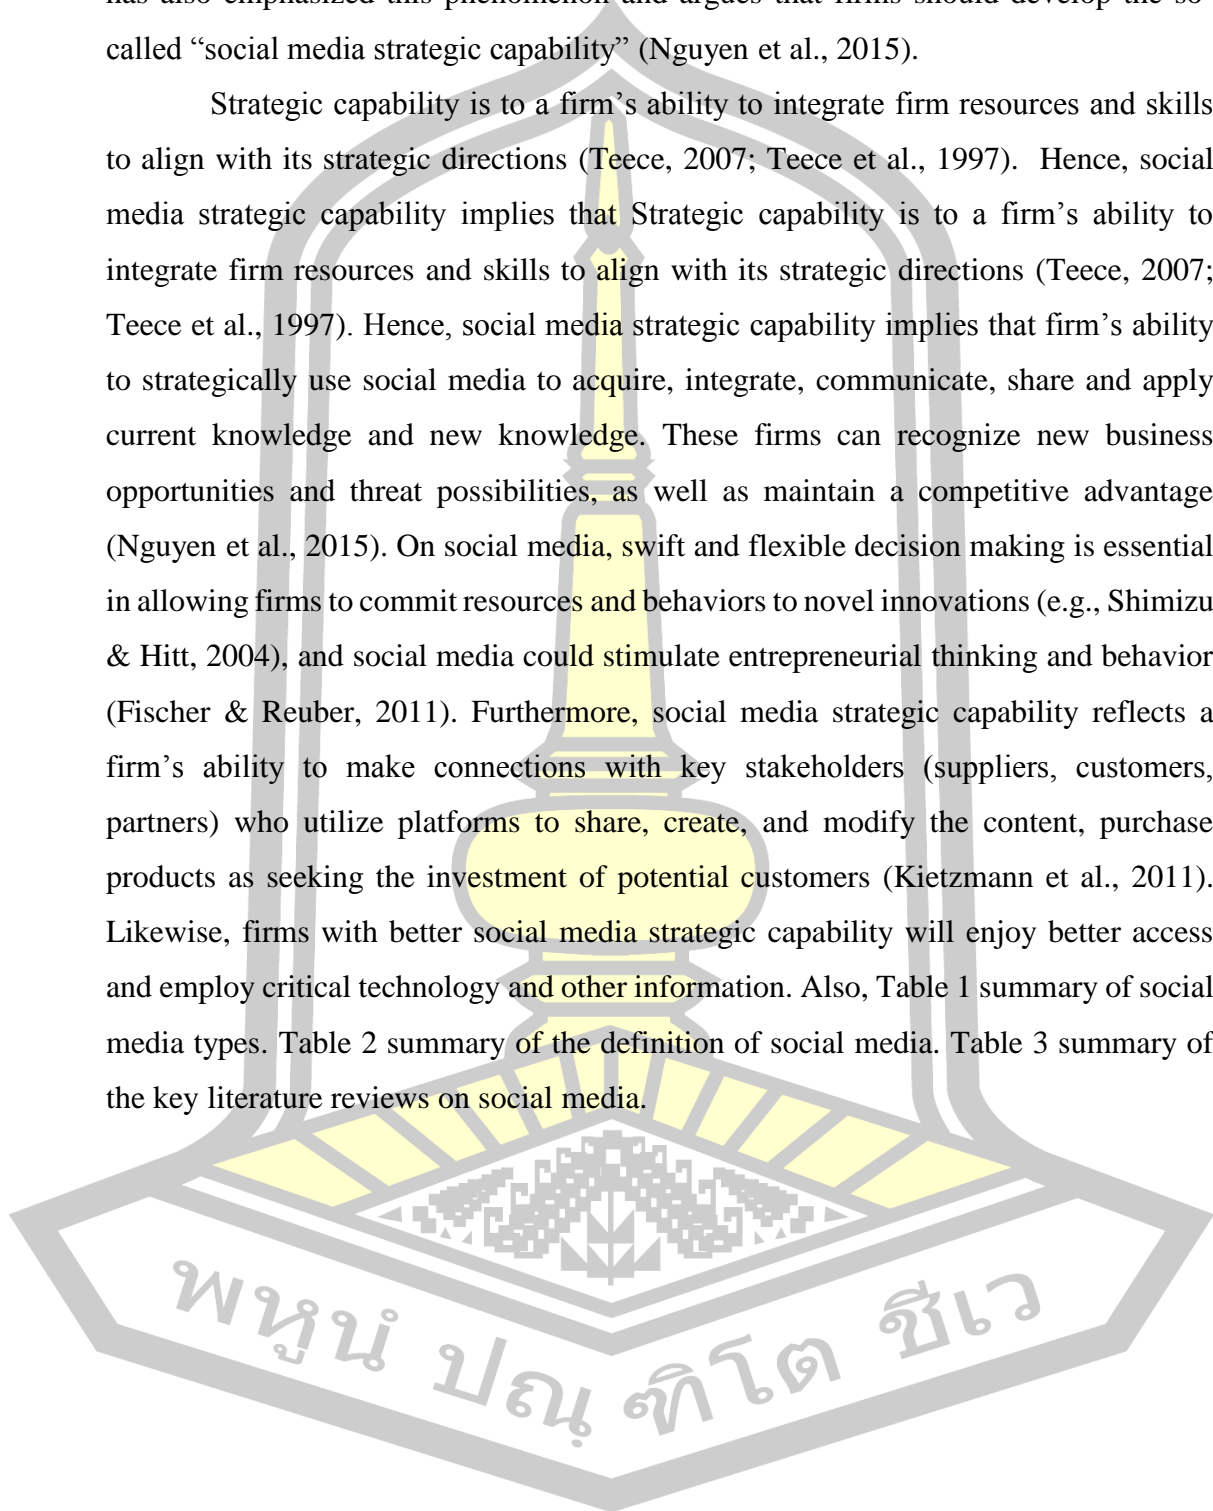 has also emphasized this phenomenon and argues that firms should develop the so-
called “social media strategic capability” (Nguyen et al., 2015).
Strategic capability is to a firm’s ability to integrate firm resources and skills
to align with its strategic directions (Teece, 2007; Teece et al., 1997).  Hence, social
media strategic capability implies that Strategic capability is to a firm’s ability to
integrate firm resources and skills to align with its strategic directions (Teece, 2007;
Teece et al., 1997). Hence, social media strategic capability implies that firm’s ability
to strategically use social media to acquire, integrate, communicate, share and apply
current knowledge and new knowledge. These firms can recognize new business
opportunities and threat possibilities, as well as maintain a competitive advantage
(Nguyen et al., 2015). On social media, swift and flexible decision making is essential
in allowing firms to commit resources and behaviors to novel innovations (e.g., Shimizu
& Hitt, 2004), and social media could stimulate entrepreneurial thinking and behavior
(Fischer & Reuber, 2011). Furthermore, social media strategic capability reflects a
firm’s ability to make connections with key stakeholders (suppliers, customers,
partners) who utilize platforms to share, create, and modify the content, purchase
products as seeking the investment of potential customers (Kietzmann et al., 2011).
Likewise, firms with better social media strategic capability will enjoy better access
and employ critical technology and other information. Also, Table 1 summary of social
media types. Table 2 summary of the definition of social media. Table 3 summary of
the key literature reviews on social media.
พหูนํ ปณฺฑิโต ชีเว